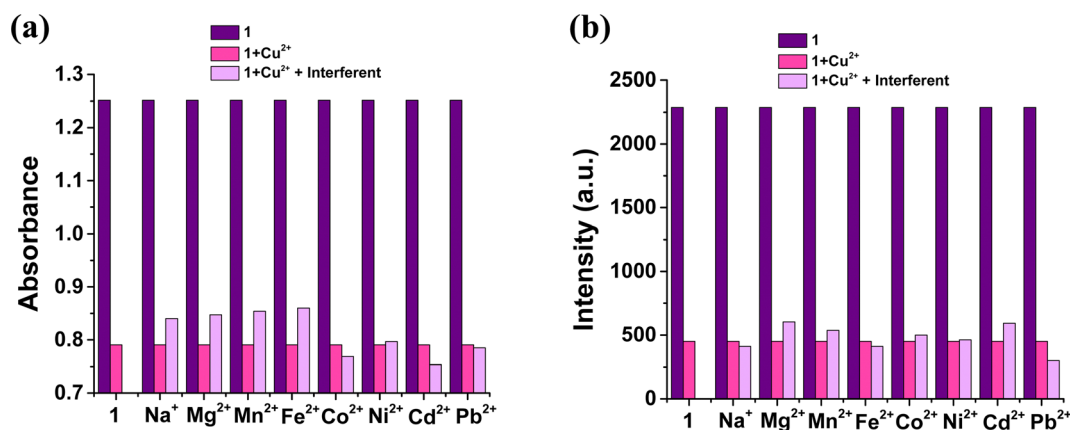 (a)
1
1+Cu²⁺
1+Cu²⁺ + Interferent
Absorbance
1.3
1.2
1.1
1.0
0.9
0.8
0.7
1 Na⁺ Mg²⁺ Mn²⁺ Fe²⁺ Co²⁺ Ni²⁺ Cd²⁺ Pb²⁺
(b)
1
1+Cu²⁺
1+Cu²⁺ + Interferent
Intensity (a.u.)
2500
2000
1500
1000
500
0
1 Na⁺ Mg²⁺ Mn²⁺ Fe²⁺ Co²⁺ Ni²⁺ Cd²⁺ Pb²⁺